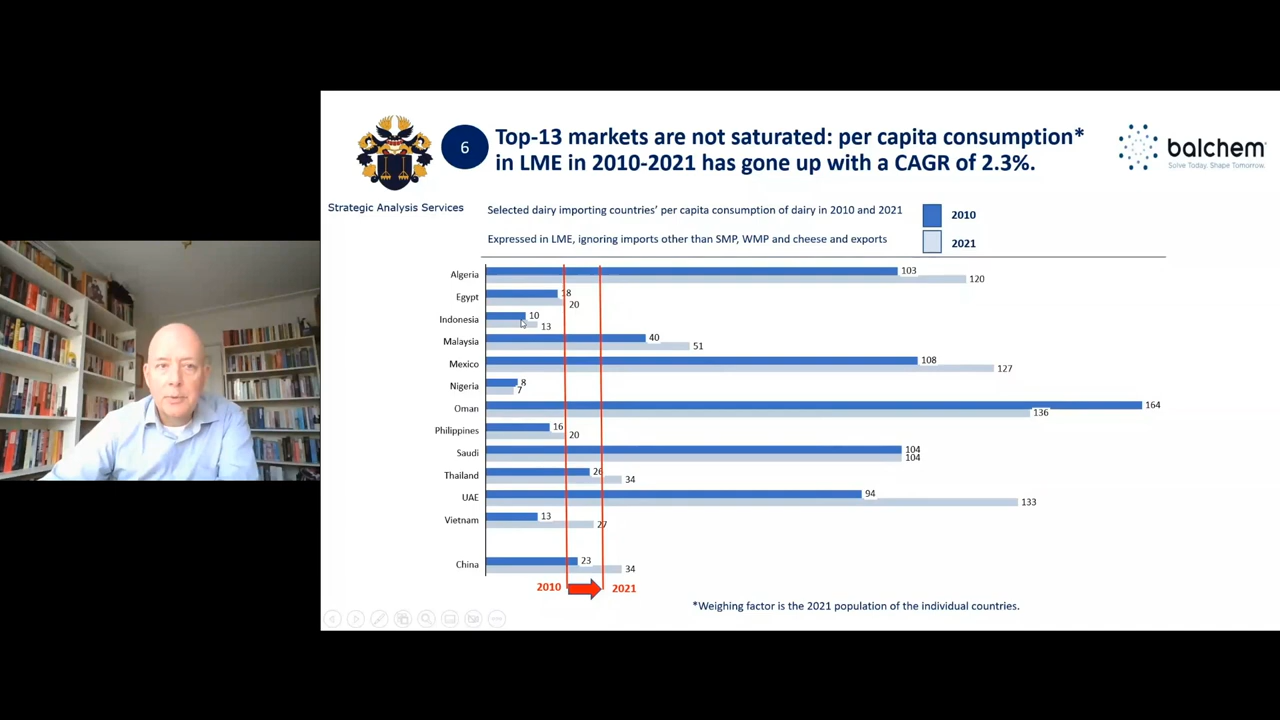 6
Top-13 markets are not saturated: per capita consumption*
in LME in 2010-2021 has gone up with a CAGR of 2.3%.
balchem
Solve Today. Shape Tomorrow.
Strategic Analysis Services
Selected dairy importing countries' per capita consumption of dairy in 2010 and 2021
2010
Expressed in LME, ignoring imports other than SMP, WMP and cheese and exports
2021
Algeria 103
120
Egypt 18
20
Indonesia 10
13
Malaysia 40
51
Mexico 108
127
Nigeria 8
7
Oman 164
136
Philippines 16
20
Saudi 104
104
Thailand 26
34
UAE 94
133
Vietnam 13
27
China 23
34
2010 2021
*Weighing factor is the 2021 population of the individual countries.